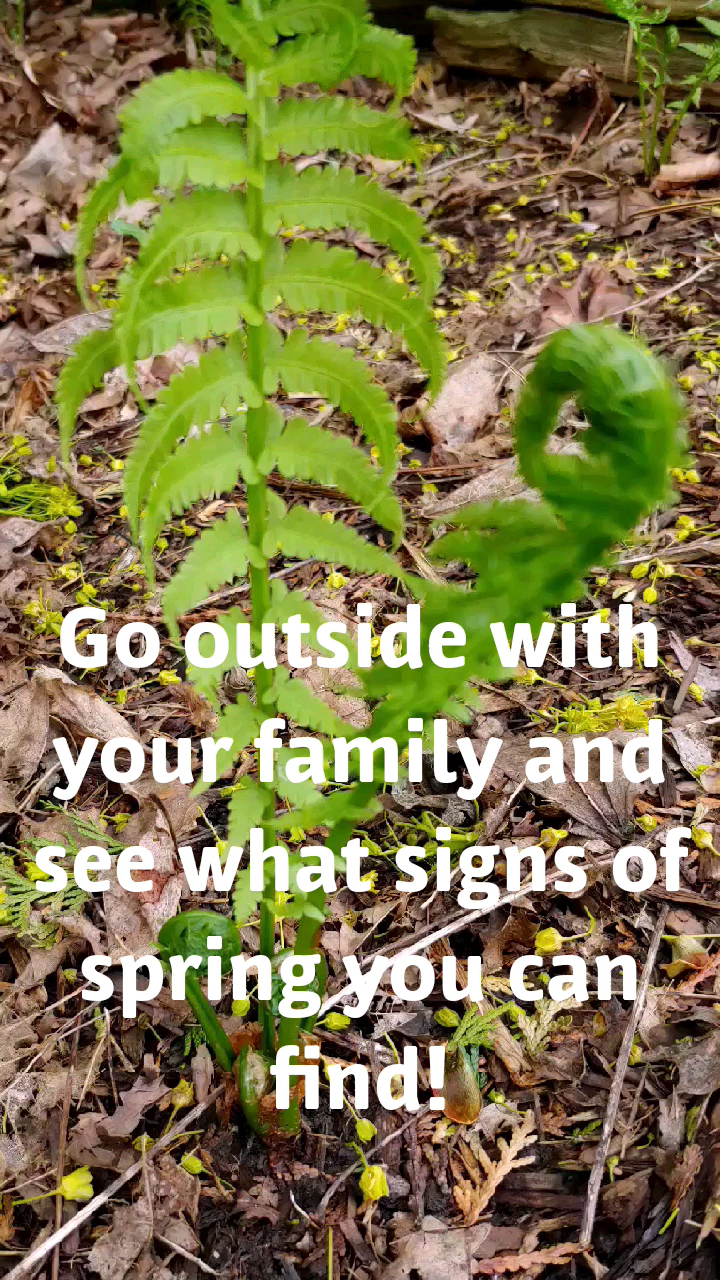 Go outside with
your family and
see what signs of
spring you can
find!